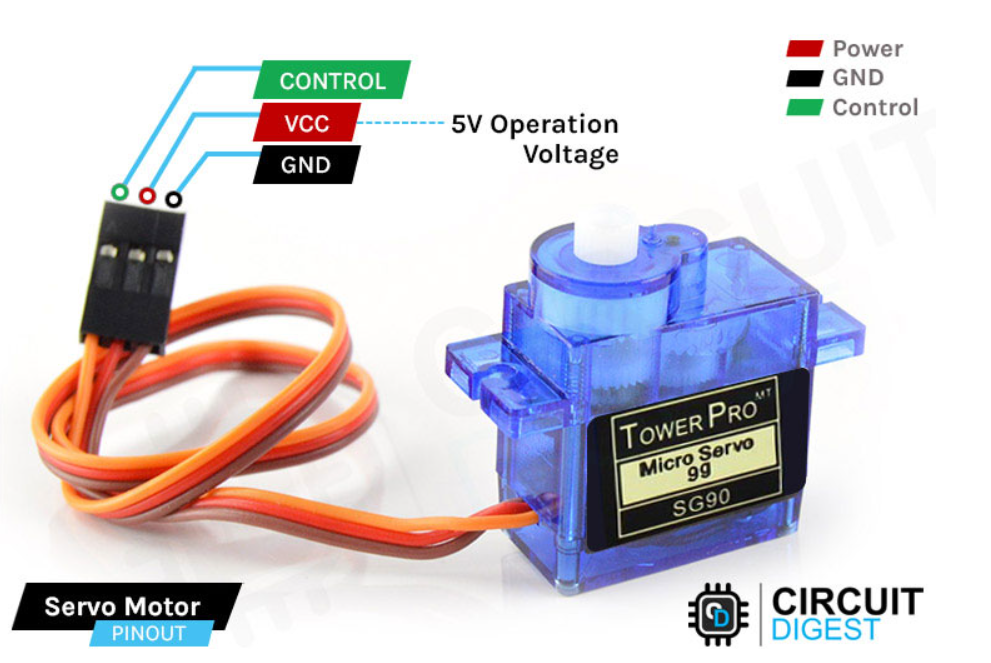 CONTROL
VCC
GND
5V Operation
Voltage
Power
GND
Control
TOWER PRO MT
Micro Servo
9g
SG90
Servo Motor
PINOUT
CD
CIRCUIT
DIGEST